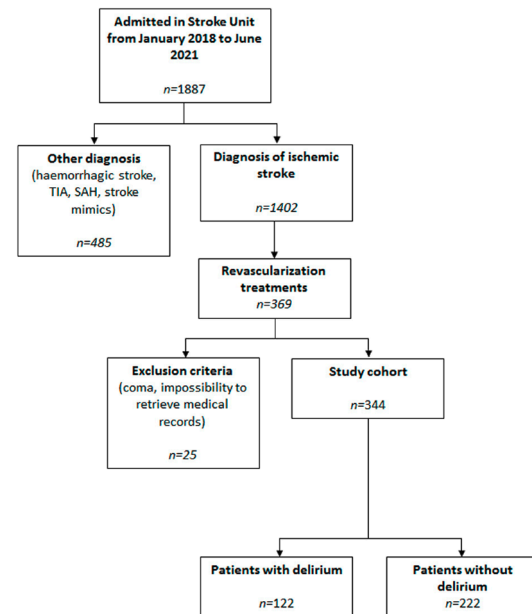 Admitted in Stroke Unit
from January 2018 to June
2021
n=1887
Other diagnosis
(haemorrhagic stroke,
TIA, SAH, stroke
mimics)
n=485
Diagnosis of ischemic
stroke
n=1402
Revascularization
treatments
n=369
Exclusion criteria
(coma, impossibility to
retrieve medical
records)
n=25
Study cohort
n=344
Patients with delirium
n=122
Patients without
delirium
n=222